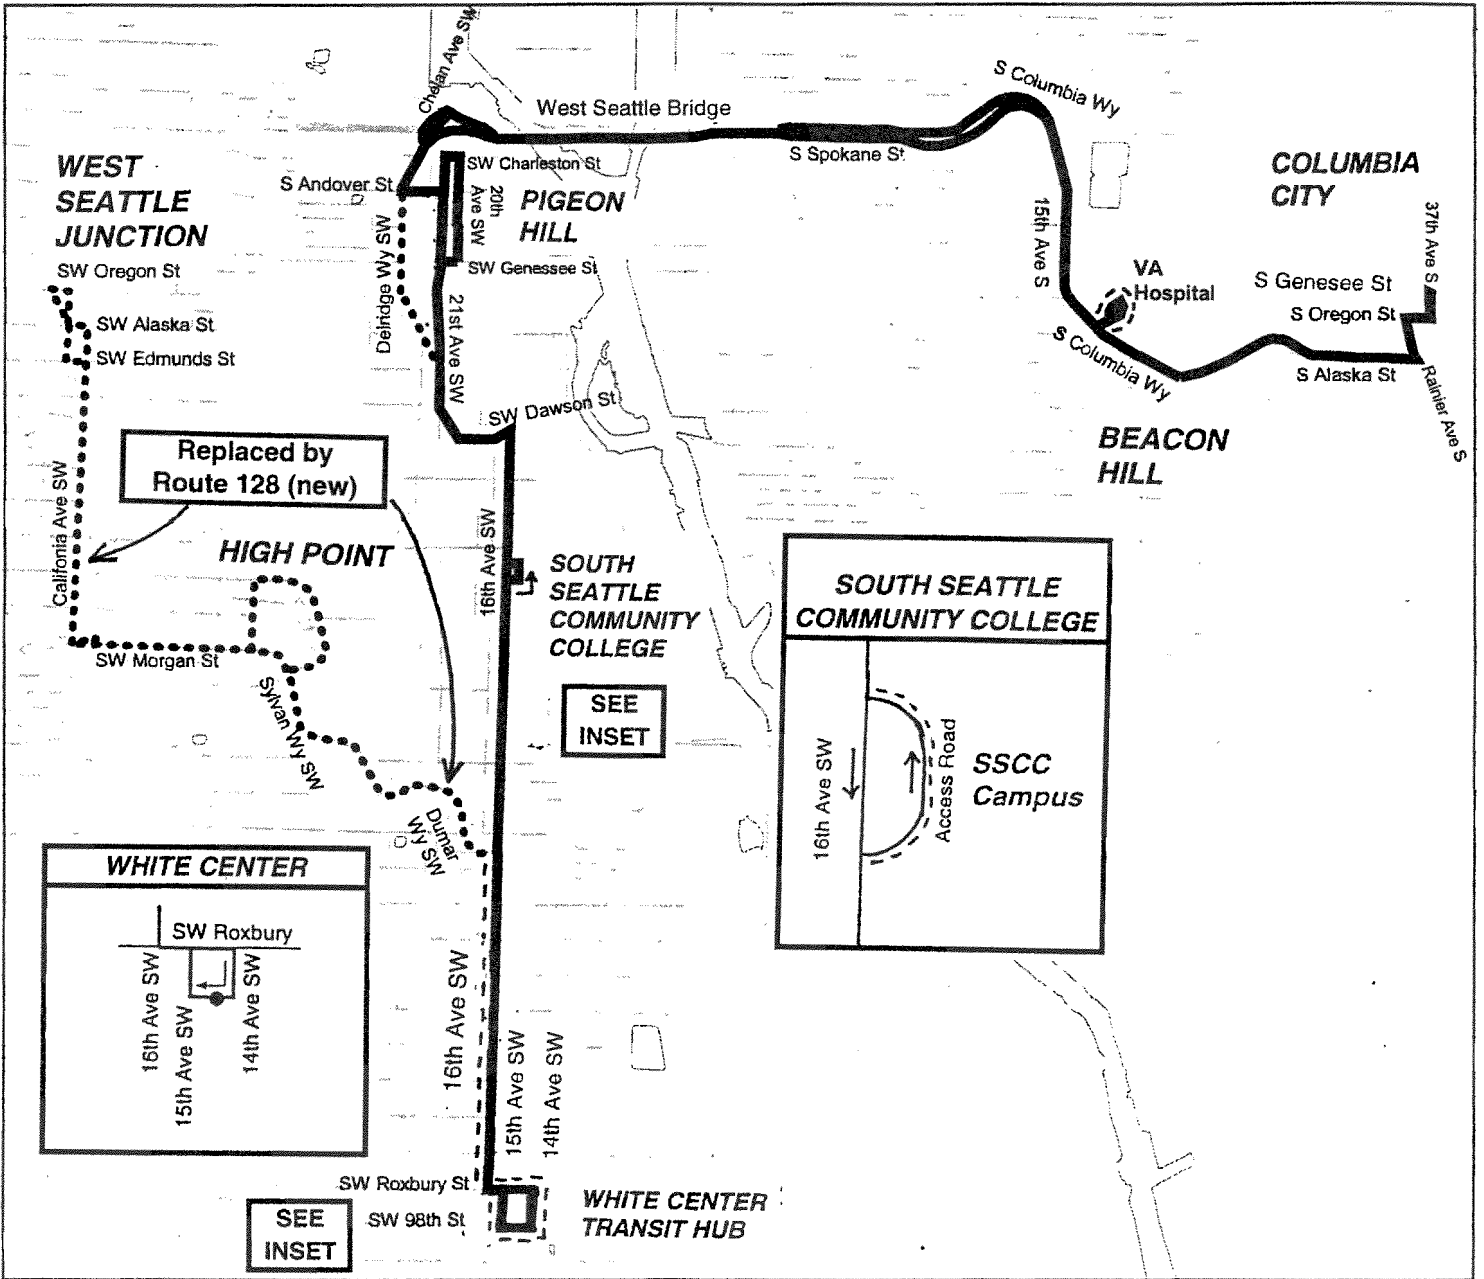 Chelan Ave SW
West Seattle Bridge
S Columbia Wy
S Spokane St
SW Charleston St
WEST
SEATTLE
JUNCTION
S Andover St
20th
Ave SW
PIGEON
HILL
COLUMBIA
CITY
37th Ave S
15th Ave S
Delridge Wy SW
SW Genessee St
21st Ave SW
VA
Hospital
S Genesee St
S Oregon St
SW Oregon St
SW Alaska St
SW Edmunds St
S Columbia Wy
S Alaska St
Rainier Ave S
SW Dawson St
BEACON
HILL
Replaced by
Route 128 (new)
Califonia Ave SW
HIGH POINT
16th Ave SW
SOUTH
SEATTLE
COMMUNITY
COLLEGE
SW Morgan St
Sylvan Wy SW
SEE
INSET
SOUTH SEATTLE
COMMUNITY COLLEGE
16th Ave SW
Access Road
SSCC
Campus
Dumar
Wy SW
WHITE CENTER
SW Roxbury
16th Ave SW
15th Ave SW
14th Ave SW
16th Ave SW
15th Ave SW
14th Ave SW
SW Roxbury St
SW 98th St
SEE
INSET
WHITE CENTER
TRANSIT HUB